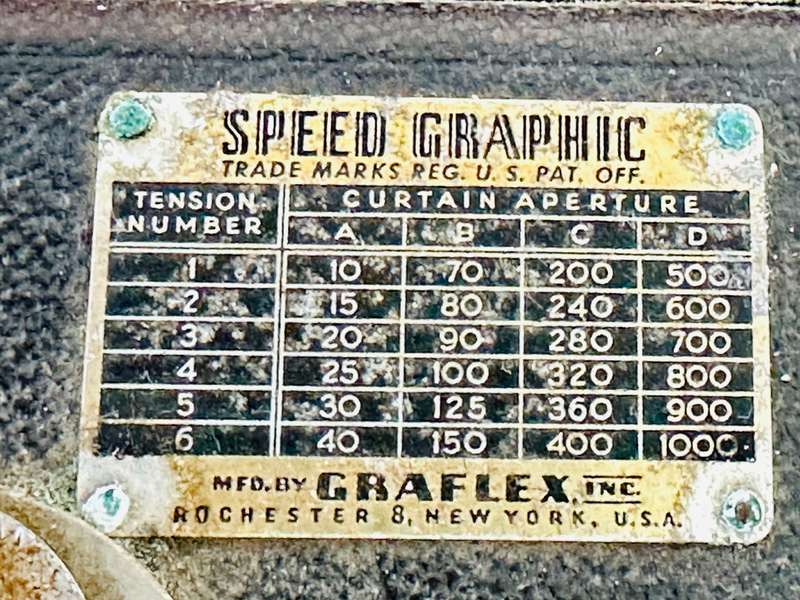 SPEED GRAPHIC
TRADE MARKS REG. U. S. PAT. OFF.
TENSION NUMBER CURTAIN APERTURE
A B C D
1 10 70 200 500
2 15 80 240 600
3 20 90 280 700
4 25 100 320 800
5 30 125 360 900
6 40 150 400 1000
MFD. BY GRAFLEX, INC.
ROCHESTER 8, NEW YORK, U.S.A.